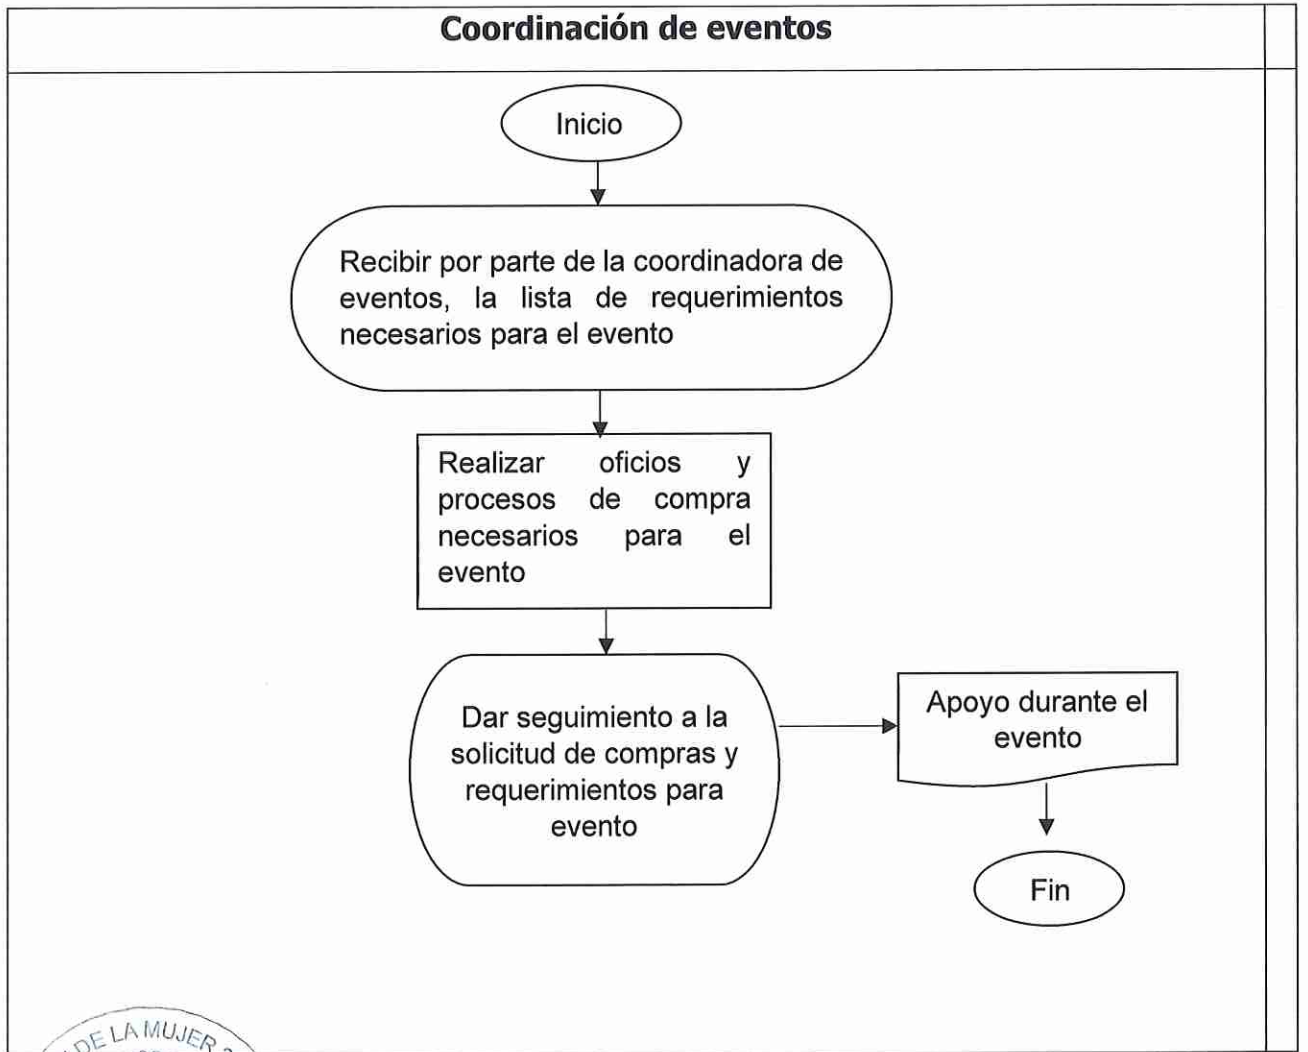 Coordinación de eventos
Inicio
Recibir por parte de la coordinadora de
eventos, la lista de requerimientos
necesarios para el evento
Realizar oficios y
procesos de compra
necesarios para el
evento
Dar seguimiento a la
solicitud de compras y
requerimientos para
evento
Apoyo durante el
evento
Fin
DE LA MUJER